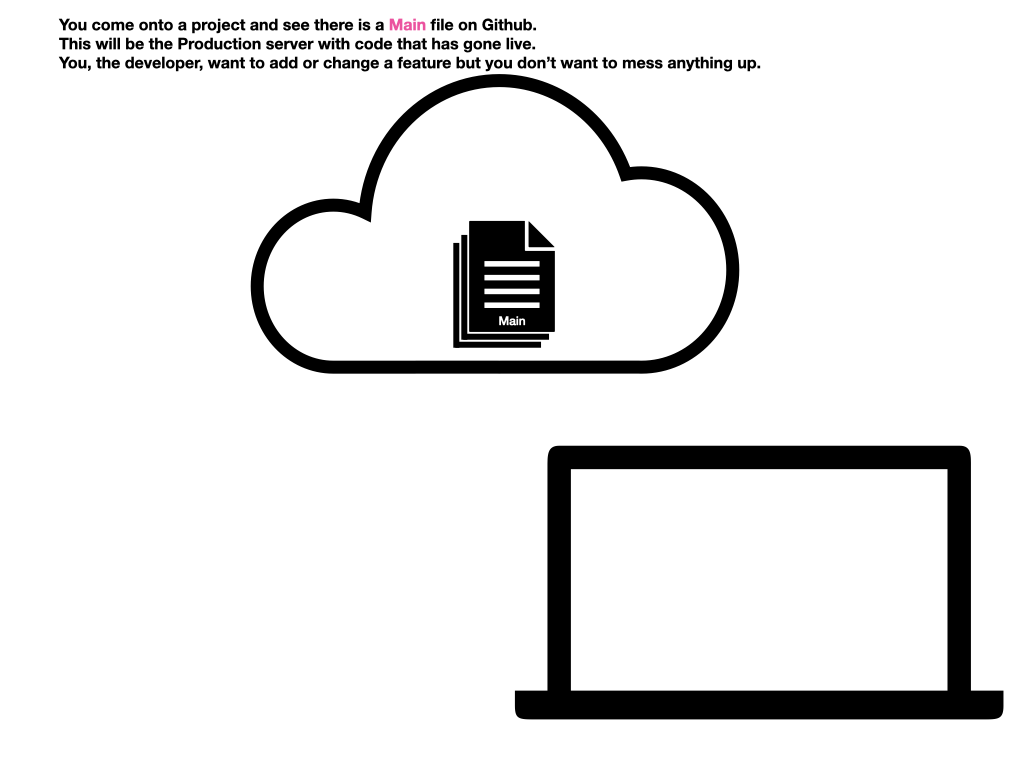 You come onto a project and see there is a Main file on Github.
This will be the Production server with code that has gone live.
You, the developer, want to add or change a feature but you don’t want to mess anything up.
Main